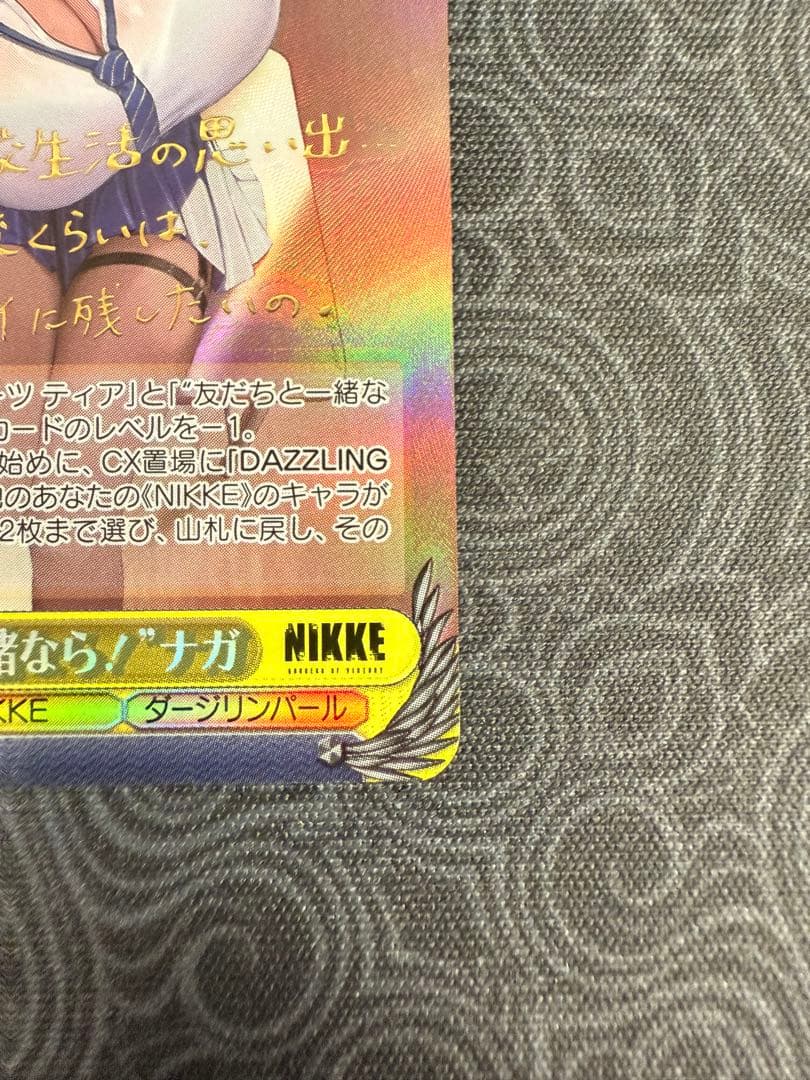 生活の思い出…
くらいは、
に残したいの。
ツ ティア」と「“友だちと一緒な
カードのレベルを－1。
始めに、CX置場に「DAZZLING
のあなたの《NIKKE》のキャラが
2枚まで選び、山札に戻し、その
緒なら！”ナガ
NIKKE
GODDESS OF VICTORY
KKE
ダージリンパール